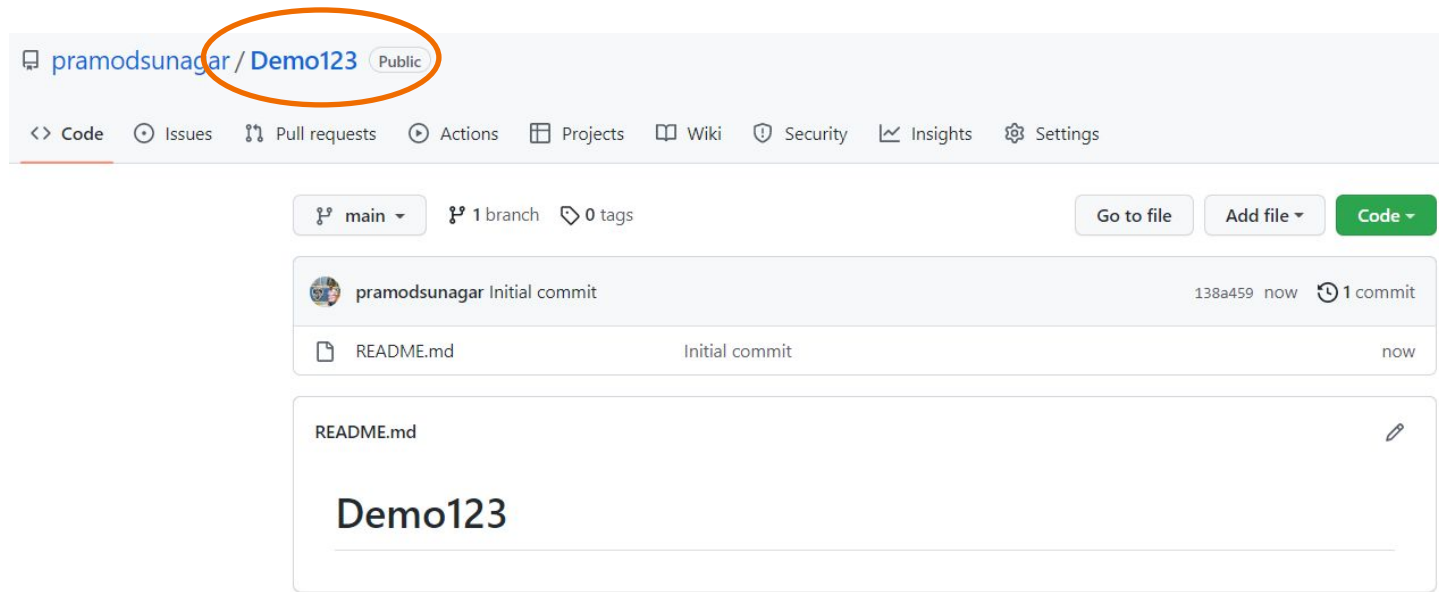 pramodsunagar / Demo123 Public
<> Code Issues Pull requests Actions Projects Wiki Security Insights Settings
main 1 branch 0 tags Go to file Add file Code
pramodsunagar Initial commit 138a459 now 1 commit
README.md Initial commit now
README.md
Demo123